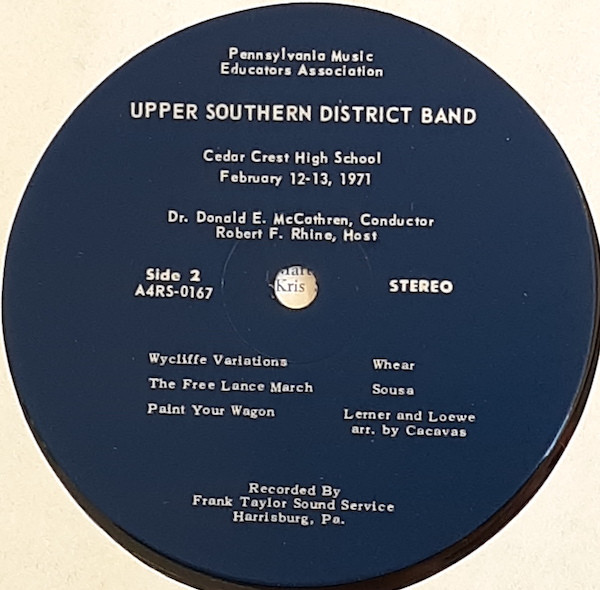 Pennsylvania Music
Educators Association
UPPER SOUTHERN DISTRICT BAND
Cedar Crest High School
February 12-13, 1971
Dr. Donald E. McCathren, Conductor
Robert F. Rhine, Host
Side 2
A4RS-0167
Kris
STEREO
Wycliffe Variations Whear
The Free Lance March Sousa
Paint Your Wagon Lerner and Loewe
arr. by Cacavas
Recorded By
Frank Taylor Sound Service
Harrisburg, Pa.